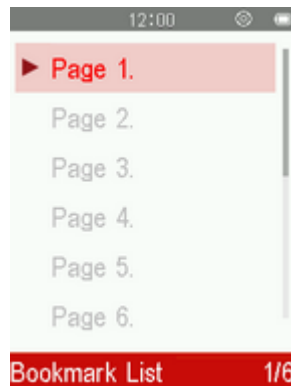 12:00
Page 1.
Page 2.
Page 3.
Page 4.
Page 5.
Page 6.
Bookmark List 1/6